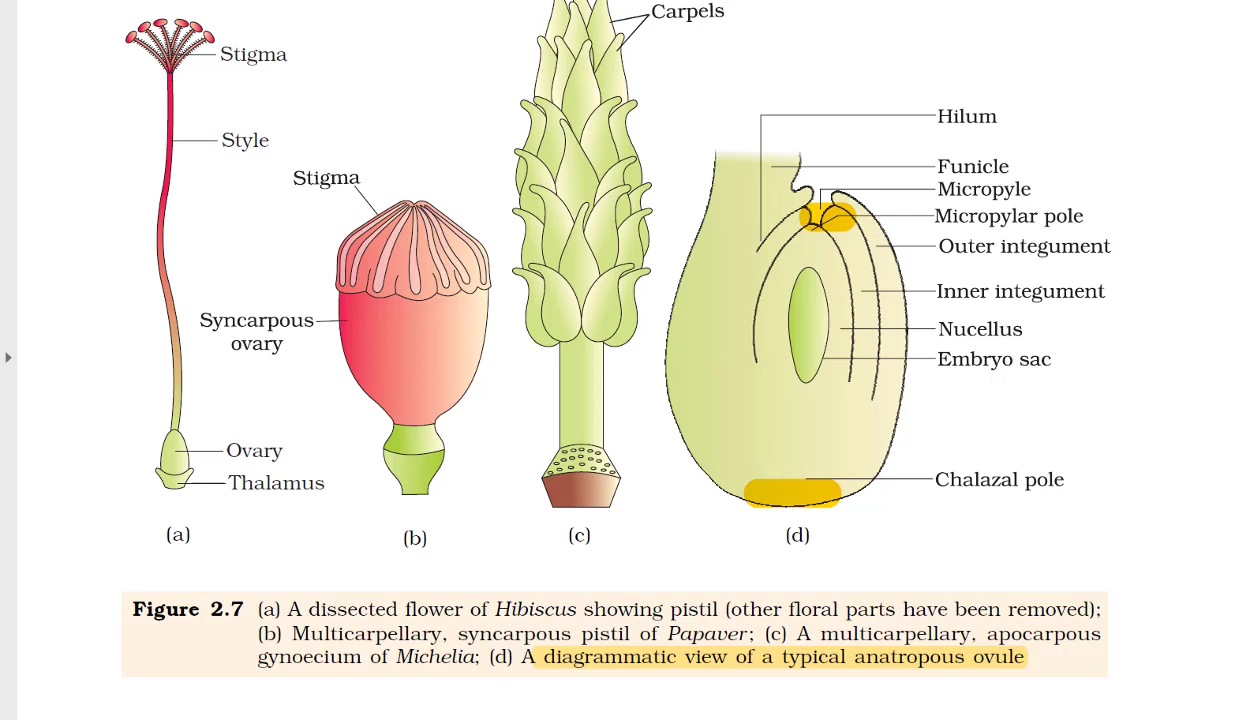 Carpels
Stigma
Style
Stigma
Syncarpous
ovary
Ovary
Thalamus
Hilum
Funicle
Micropyle
Micropylar pole
Outer integument
Inner integument
Nucellus
Embryo sac
Chalazal pole
(a)
(b)
(c)
(d)
Figure 2.7 (a) A dissected flower of Hibiscus showing pistil (other floral parts have been removed);
(b) Multicarpellary, syncarpous pistil of Papaver; (c) A multicarpellary, apocarpous
gynoecium of Michelia; (d) A diagrammatic view of a typical anatropous ovule